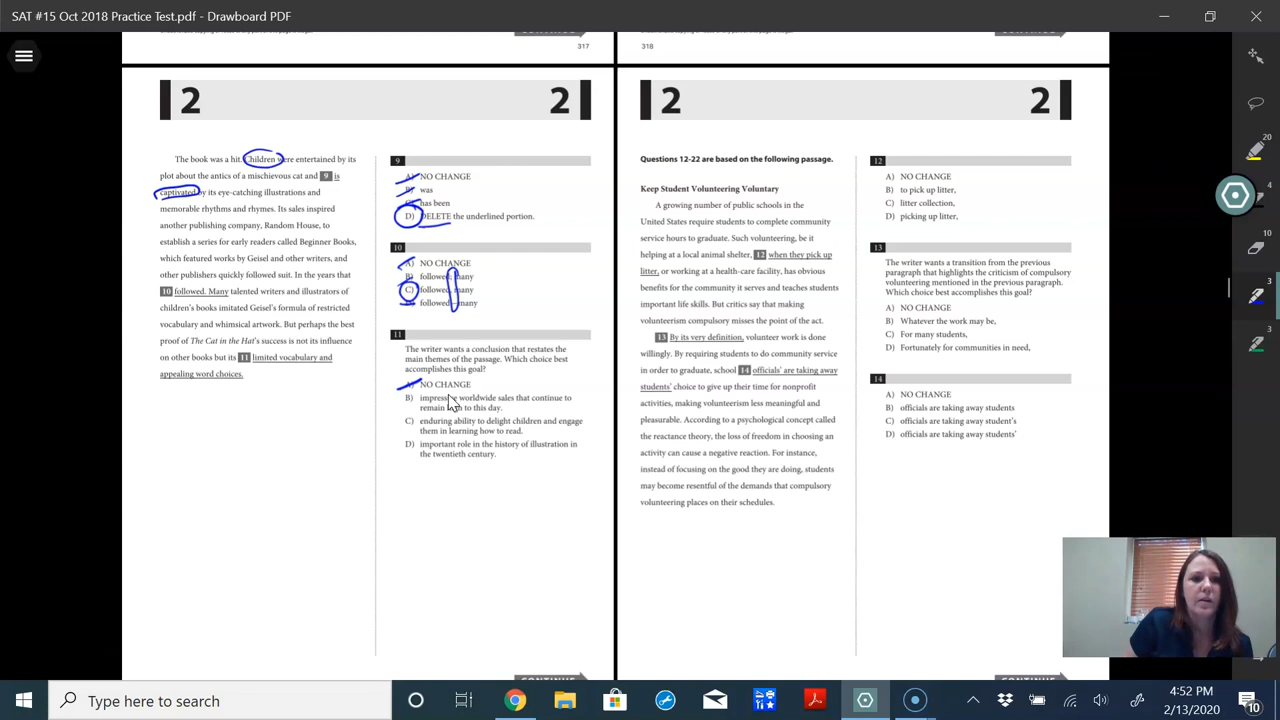 SAT #15 Oct 2018 Broadwater Desktop PDF
317
318
2
2
2
2
The book was a hit. Children were entertained by its
plot about the antics of a mischievous cat and 9 is
captivated by its eye-catching illustrations and
memorable rhythms and rhymes. Its sales inspired
another publishing company, Random House, to
establish a series for early readers called Beginner Books,
which featured works by Geisel and other writers, and
other publishers quickly followed suit. In the years that
10 followed. Many talented writers and illustrators of
children's books imitated Geisel's formula of restricted
vocabulary and whimsical artwork. But perhaps the best
proof of The Cat in the Hat's success is not its influence
on other books but its 11 limited vocabulary and
appealing word choices.
9
A) NO CHANGE
B) was
C) has been
D) DELETE the underlined portion.
10
A) NO CHANGE
B) followed, many
C) followed, many
D) followed—many
11
The writer wants a conclusion that restates the
main themes of the passage. Which choice best
accomplishes this goal?
A) NO CHANGE
B) impressive worldwide sales that continue to
remain high to this day.
C) enduring ability to delight children and engage
them in learning how to read.
D) important role in the history of illustration in
the twentieth century.
CONTINUE
Questions 12-22 are based on the following passage.
Keep Student Volunteering Voluntary
A growing number of public schools in the
United States require students to complete community
service hours to graduate. Such volunteering, be it
helping at a local animal shelter, 12 when they pick up
litter, or working at a health-care facility, has obvious
benefits for the community it serves and teaches students
important life skills. But critics say that making
volunteerism compulsory misses the point of the act.
13 By its very definition, volunteer work is done
willingly. By requiring students to do community service
in order to graduate, school 14 officials' are taking away
students' choice to give up their time for nonprofit
activities, making volunteerism less meaningful and
pleasurable. According to a psychological concept called
the reactance theory, the loss of freedom in choosing an
activity can cause a negative reaction. For instance,
instead of focusing on the good they are doing, students
may become resentful of the demands that compulsory
volunteering places on their schedules.
12
A) NO CHANGE
B) to pick up litter,
C) litter collection,
D) picking up litter,
13
The writer wants a transition from the previous
paragraph that highlights the criticism of compulsory
volunteering mentioned in the previous paragraph.
Which choice best accomplishes this goal?
A) NO CHANGE
B) Whatever the work may be,
C) For many students,
D) Fortunately for communities in need,
14
A) NO CHANGE
B) officials are taking away students
C) officials are taking away student's
D) officials are taking away students'
CONTINUE
20
10
Type here to search
4:52 PM
2/13/2020
10